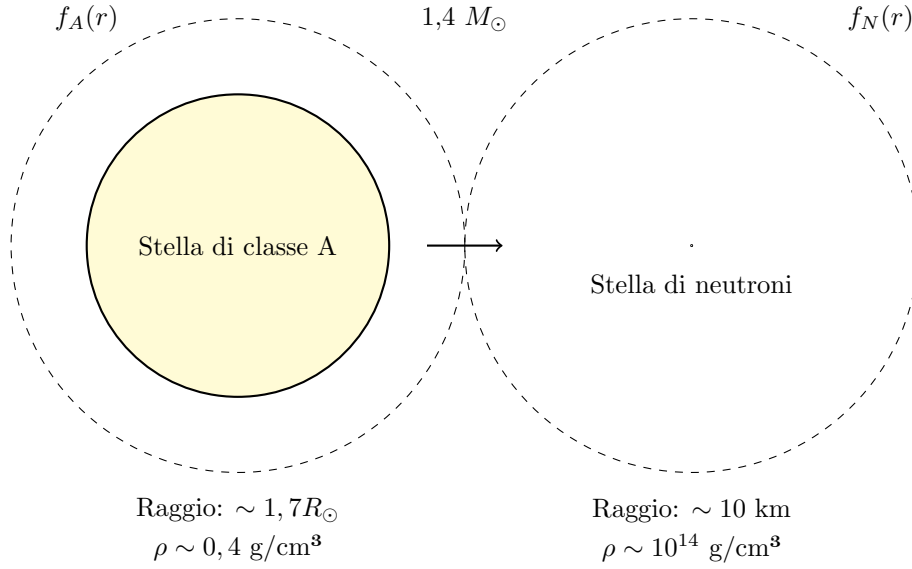 f_A(r)
1,4 M_⊙
f_N(r)
Stella di classe A
Stella di neutroni
Raggio: ∼ 1, 7R_⊙
ρ ∼ 0, 4 g/cm³
Raggio: ∼ 10 km
ρ ∼ 10¹⁴ g/cm³